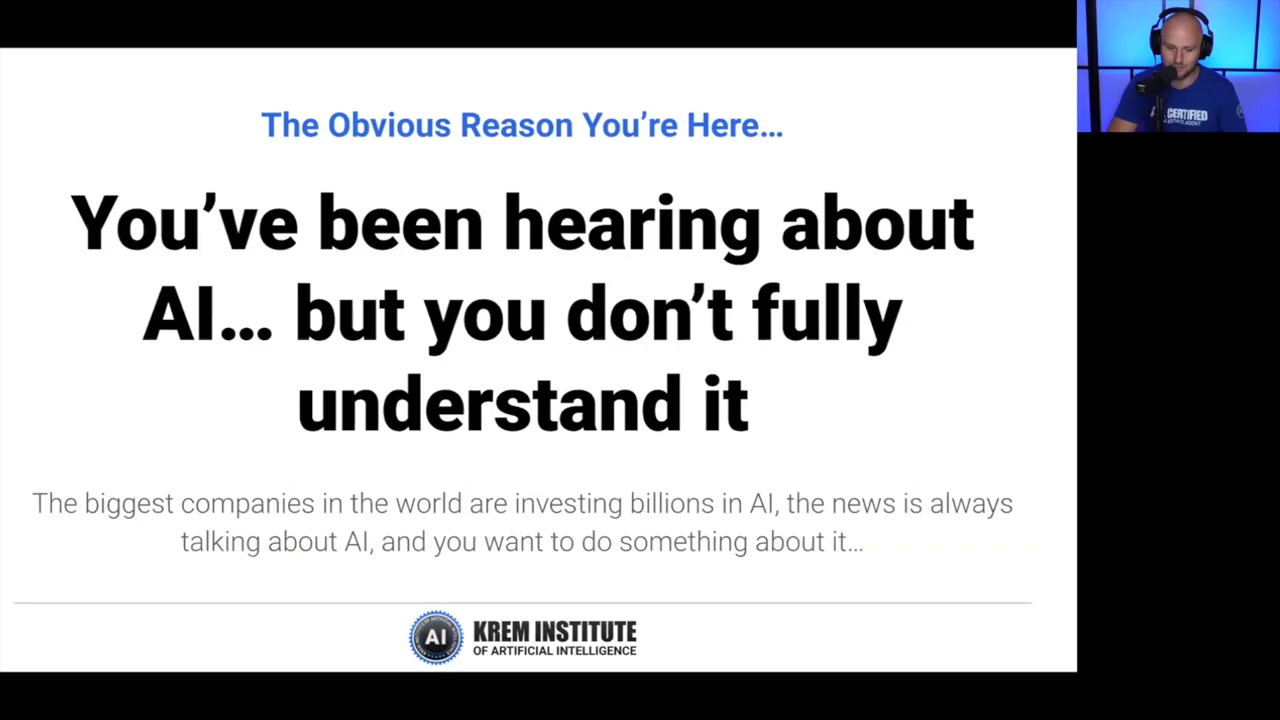 The Obvious Reason You're Here...
You've been hearing about
AI... but you don't fully
understand it
The biggest companies in the world are investing billions in AI, the news is always
talking about AI, and you want to do something about it...
AI
KREM INSTITUTE
OF ARTIFICIAL INTELLIGENCE
CERTIFIED